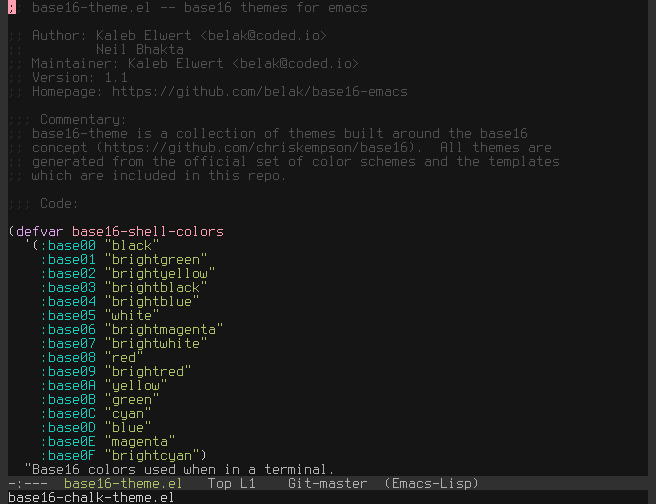 ;; base16-theme.el -- base16 themes for emacs

;; Author: Kaleb Elwert <belak@coded.io>
;;         Neil Bhakta
;; Maintainer: Kaleb Elwert <belak@coded.io>
;; Version: 1.1
;; Homepage: https://github.com/belak/base16-emacs

;;; Commentary:
;; base16-theme is a collection of themes built around the base16
;; concept (https://github.com/chriskempson/base16).  All themes are
;; generated from the official set of color schemes and the templates
;; which are included in this repo.

;;; Code:

(defvar base16-shell-colors
  '(:base00 "black"
    :base01 "brightgreen"
    :base02 "brightyellow"
    :base03 "brightblack"
    :base04 "brightblue"
    :base05 "white"
    :base06 "brightmagenta"
    :base07 "brightwhite"
    :base08 "red"
    :base09 "brightred"
    :base0A "yellow"
    :base0B "green"
    :base0C "cyan"
    :base0D "blue"
    :base0E "magenta"
    :base0F "brightcyan")
  "Base16 colors used when in a terminal.
-:---  base16-theme.el   Top L1    Git-master  (Emacs-Lisp)
base16-chalk-theme.el